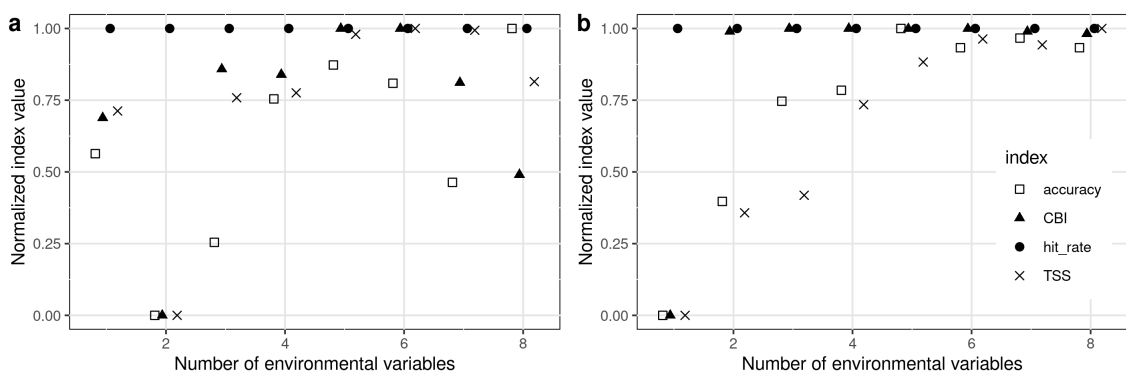 a
1.00
0.75
0.50
0.25
0.00
Normalized index value
2 4 6 8
Number of environmental variables
b
1.00
0.75
0.50
0.25
0.00
Normalized index value
2 4 6 8
Number of environmental variables
index
accuracy
CBI
hit_rate
TSS